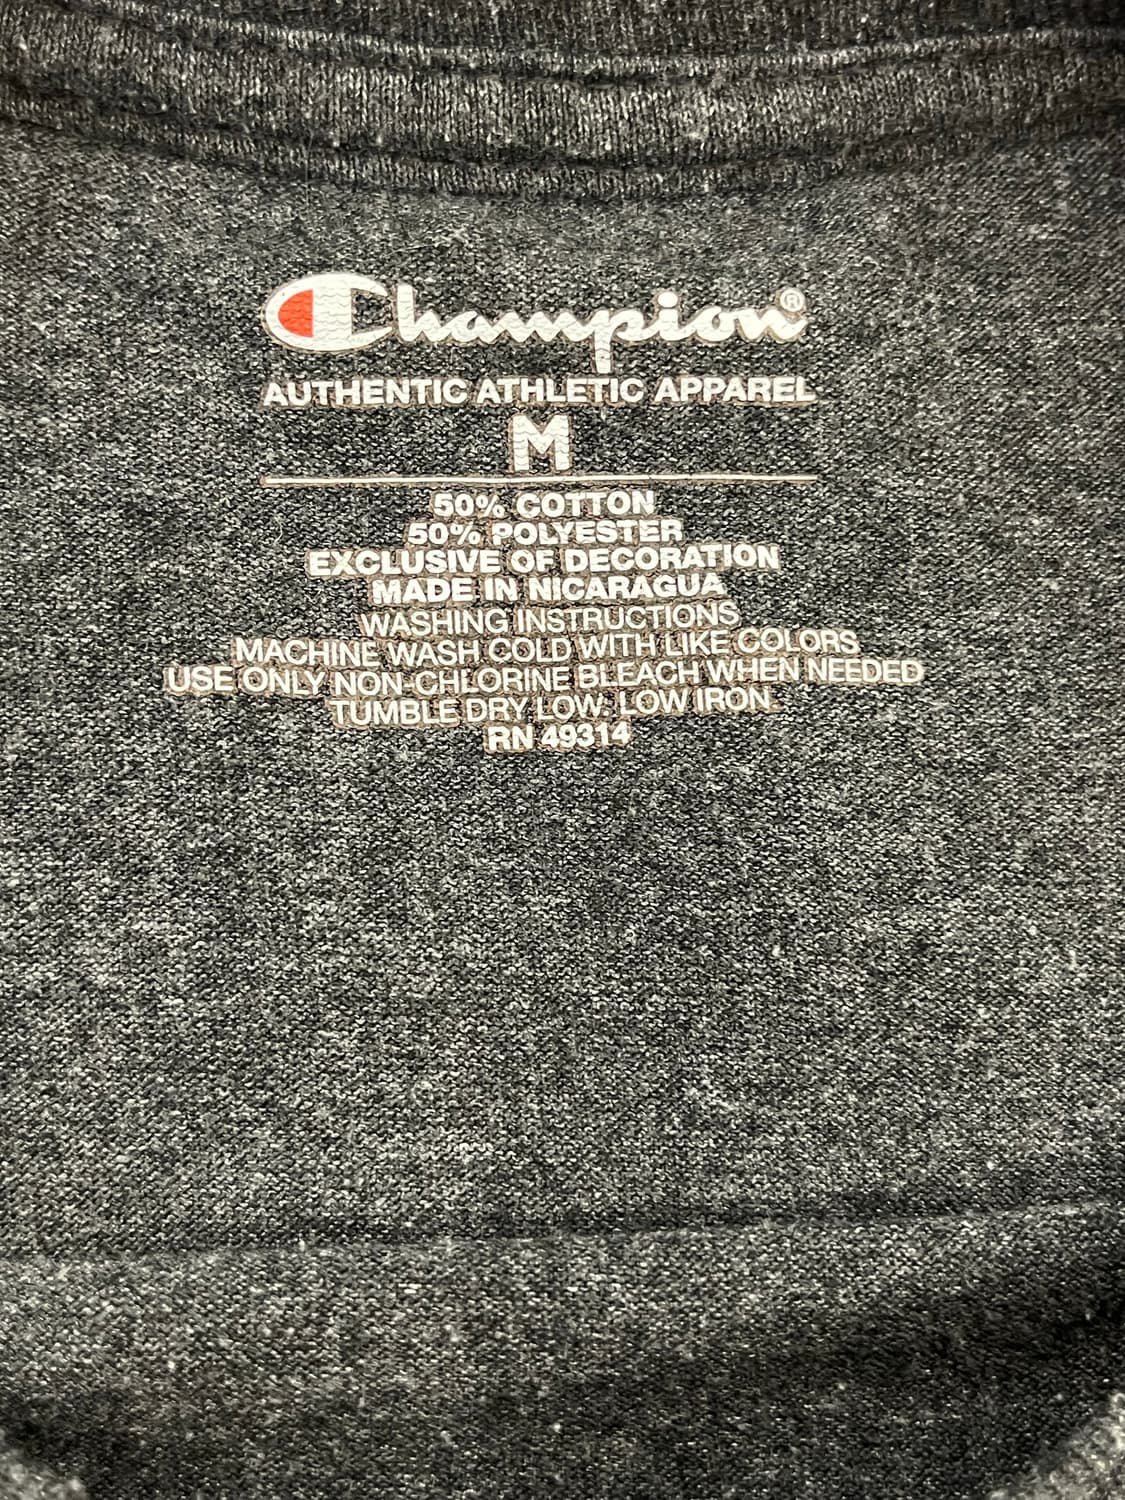 Champion®
AUTHENTIC ATHLETIC APPAREL
M
50% COTTON
50% POLYESTER
EXCLUSIVE OF DECORATION
MADE IN NICARAGUA
WASHING INSTRUCTIONS
MACHINE WASH COLD WITH LIKE COLORS
USE ONLY NON-CHLORINE BLEACH WHEN NEEDED
TUMBLE DRY LOW, LOW IRON
RN 49314